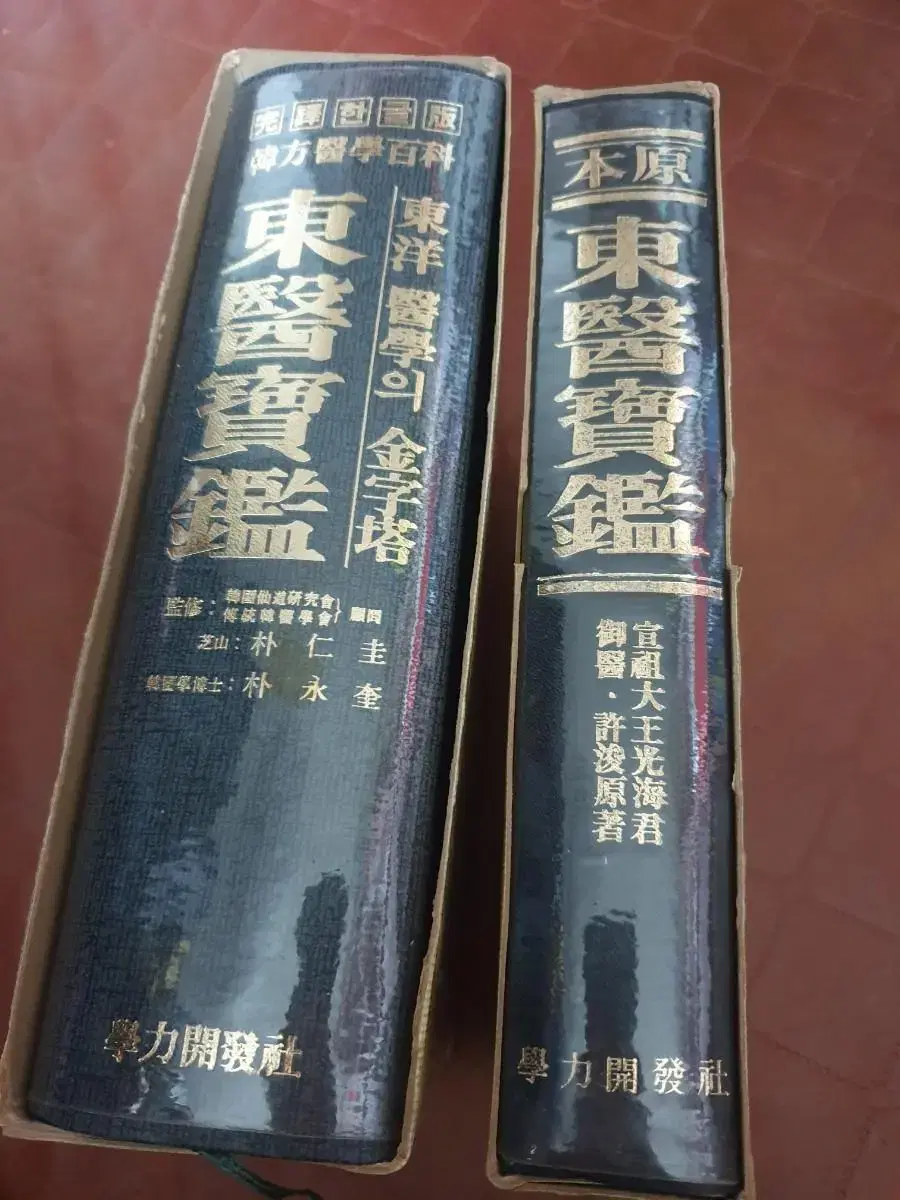 完譯한글版
韓方醫學百科
東洋 醫學의 金字塔
東醫寶鑑
監修: 韓國仙道硏究會
傳統韓醫學會 顧問
芝山: 朴仁圭
韓醫學博士: 朴永奎
學力開發社
原本
東醫寶鑑
宣祖大王光海君
御醫·許浚原著
學力開發社